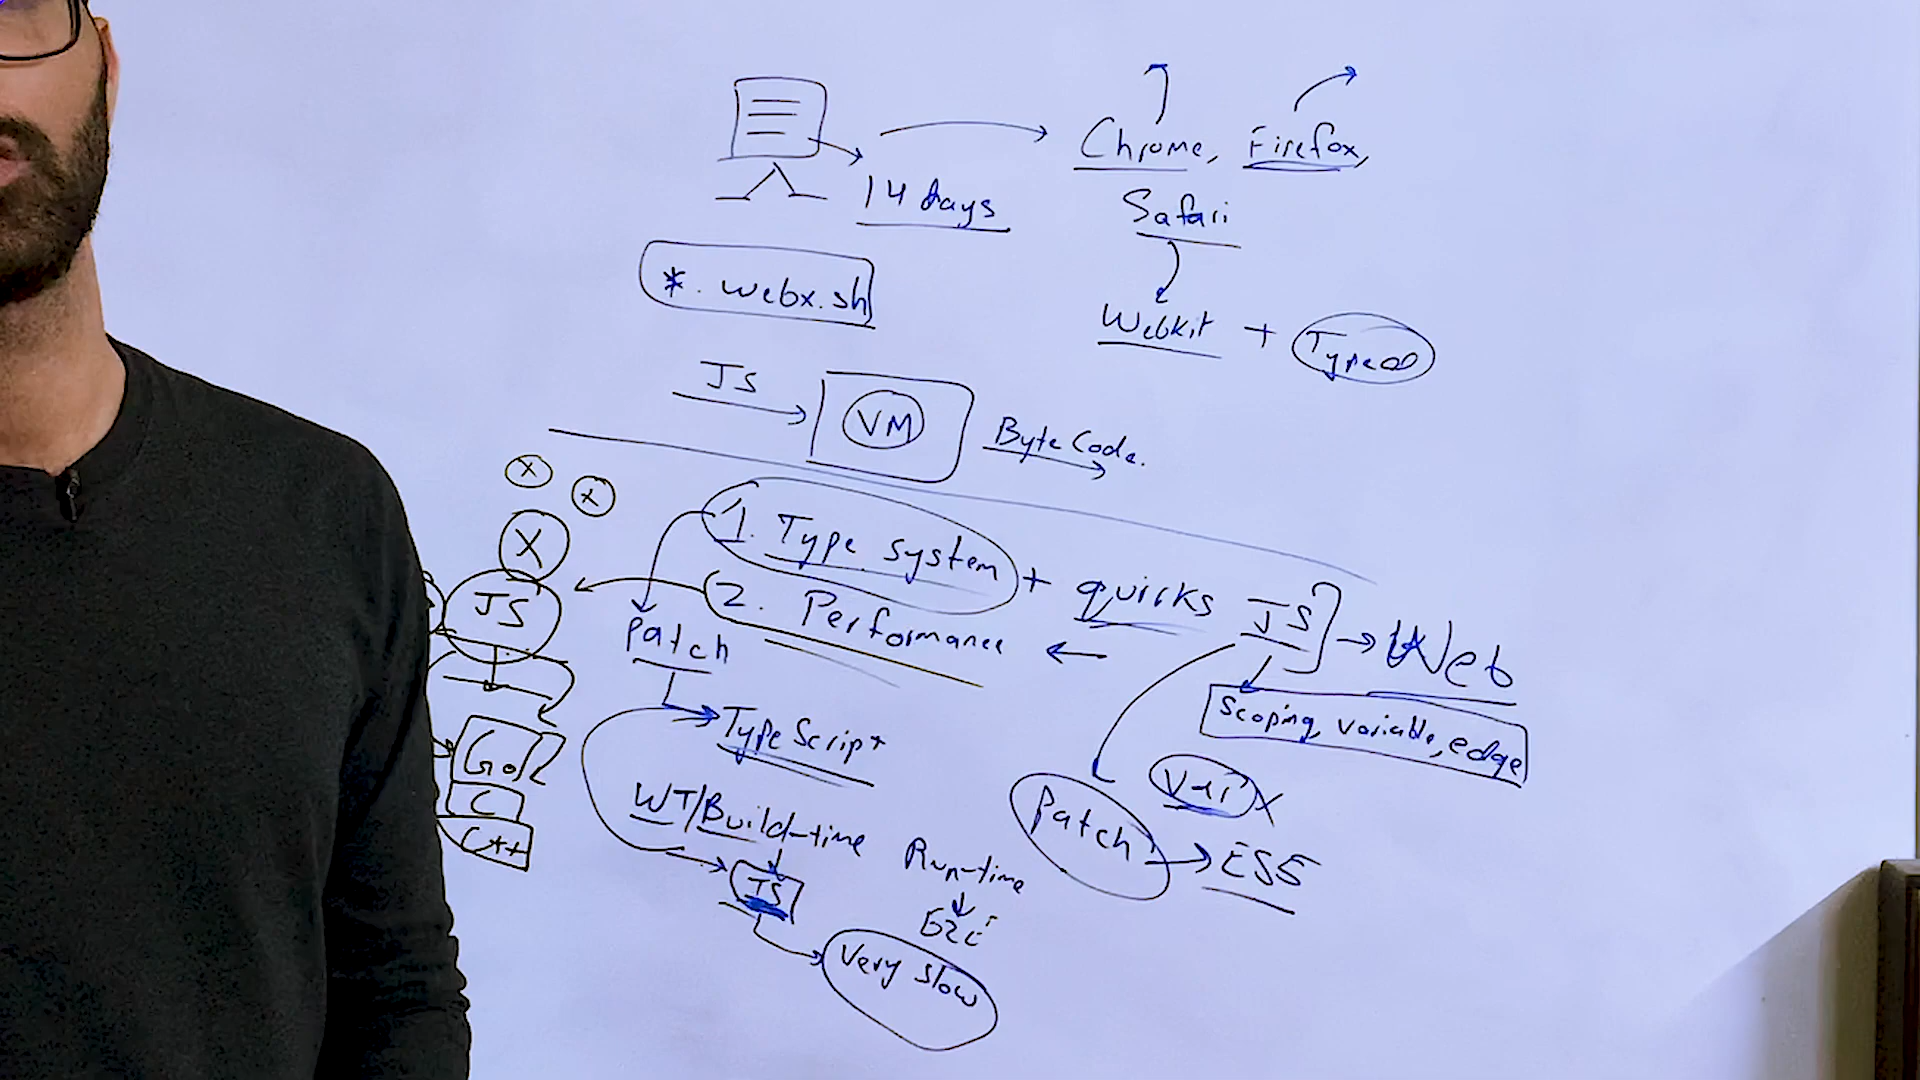 Chrome, Firefox,
14 days
Safari
*. webx.sh
Webkit +
JS
VM
Byte Code.
X
X
X
1. Type system + quirks JS → Web
2. Performance
JS
Patch
Scoping, variable, edge
TypeScript
Go
C
C++
WT/Build-time
Var X
Patch → ES5
Run-time
JS
Very slow